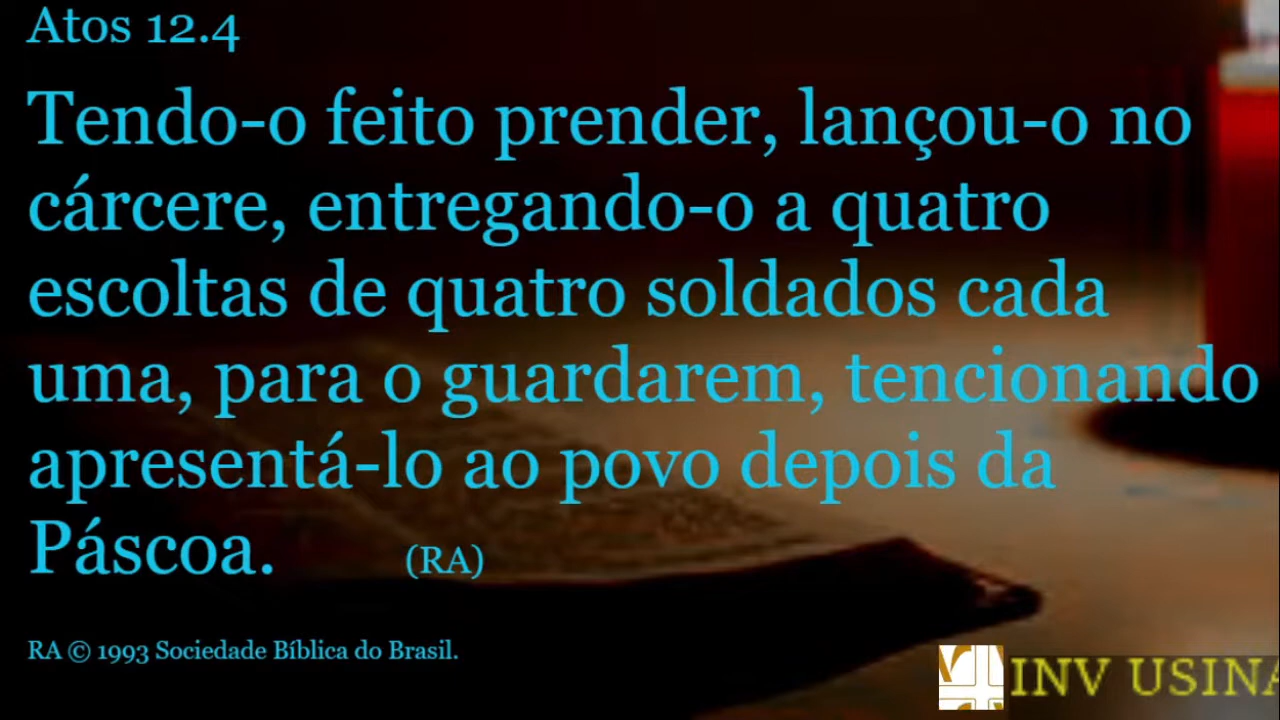 Atos 12.4
Tendo-o feito prender, lançou-o no
cárcere, entregando-o a quatro
escoltas de quatro soldados cada
uma, para o guardarem, tencionando
apresentá-lo ao povo depois da
Páscoa. (RA)
RA © 1993 Sociedade Bíblica do Brasil.
INV USINA